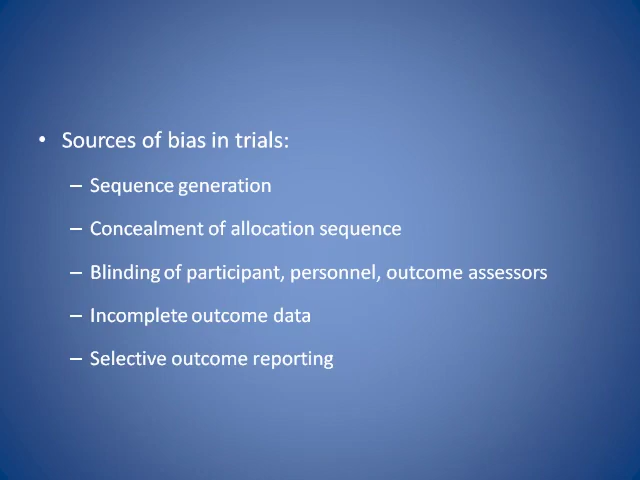 • Sources of bias in trials:
– Sequence generation
– Concealment of allocation sequence
– Blinding of participant, personnel, outcome assessors
– Incomplete outcome data
– Selective outcome reporting